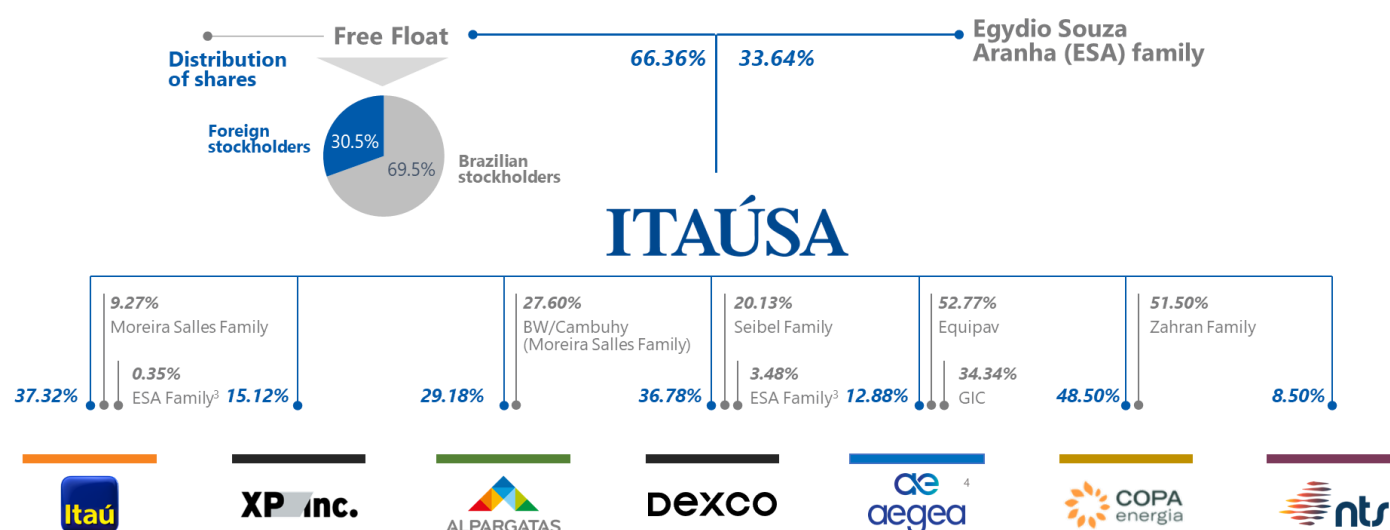 Free Float
Egydio Souza
Aranha (ESA) family
Distribution
of shares
66.36%
33.64%
Foreign
stockholders
30.5%
69.5%
Brazilian
stockholders
ITAÚSA
9.27%
Moreira Salles Family
0.35%
ESA Family³
37.32%
15.12%
27.60%
BW/Cambuhy
(Moreira Salles Family)
29.18%
20.13%
Seibel Family
3.48%
ESA Family³
36.78%
52.77%
Equipav
34.34%
GIC
12.88%
51.50%
Zahran Family
48.50%
8.50%
Itaú
XP inc.
ALPARGATAS
Dexco
ae
aegea
4
COPA
energia
nts